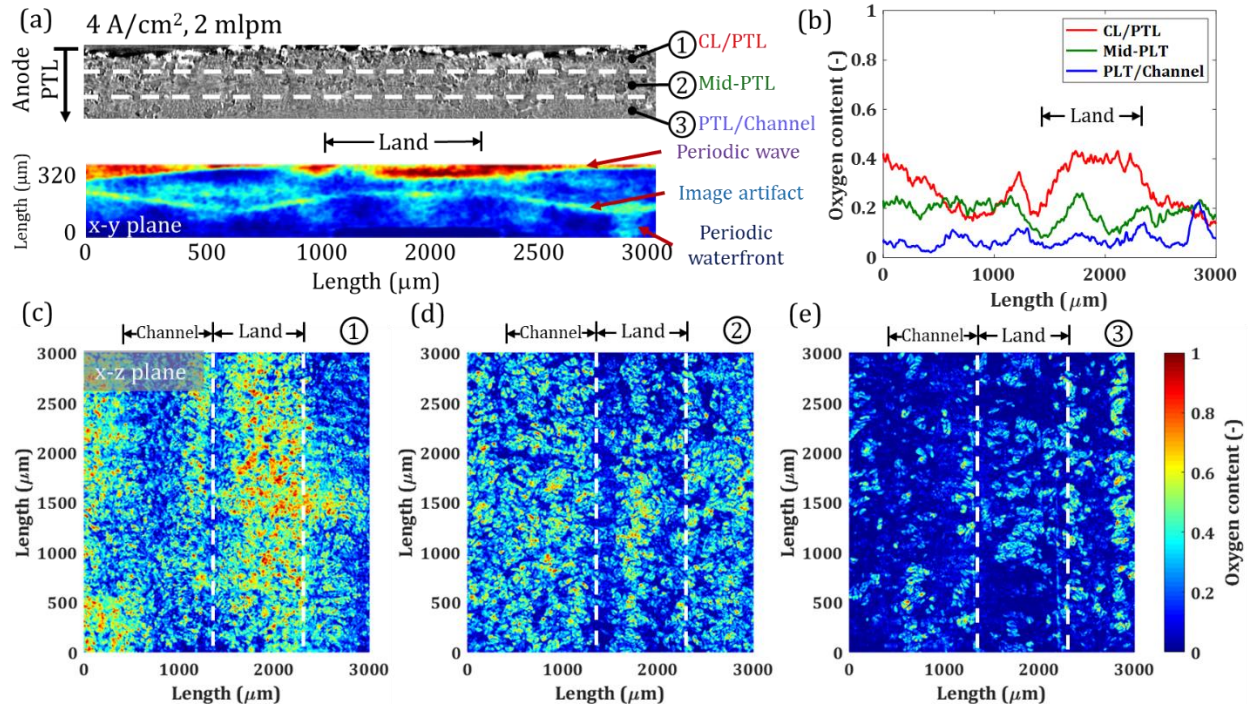 (a) 4 A/cm², 2 mlpm
Anode
PTL
① CL/PTL
② Mid-PTL
③ PTL/Channel
Land
Periodic wave
Image artifact
Periodic
waterfront
Length (μm)
320
0
x-y plane
0 500 1000 1500 2000 2500 3000
Length (μm)
(b)
Oxygen content (-)
1
0.8
0.6
0.4
0.2
0
CL/PTL
Mid-PLT
PLT/Channel
Land
0 1000 2000 3000
Length (μm)
(c)
Channel Land ①
x-z plane
Length (μm)
3000
2500
2000
1500
1000
500
0
0 1000 2000 3000
Length (μm)
(d)
Channel Land ②
Length (μm)
3000
2500
2000
1500
1000
500
0
0 1000 2000 3000
Length (μm)
(e)
Channel Land ③
Length (μm)
3000
2500
2000
1500
1000
500
0
0 1000 2000 3000
Length (μm)
1
0.8
0.6
0.4
0.2
0
Oxygen content (-)